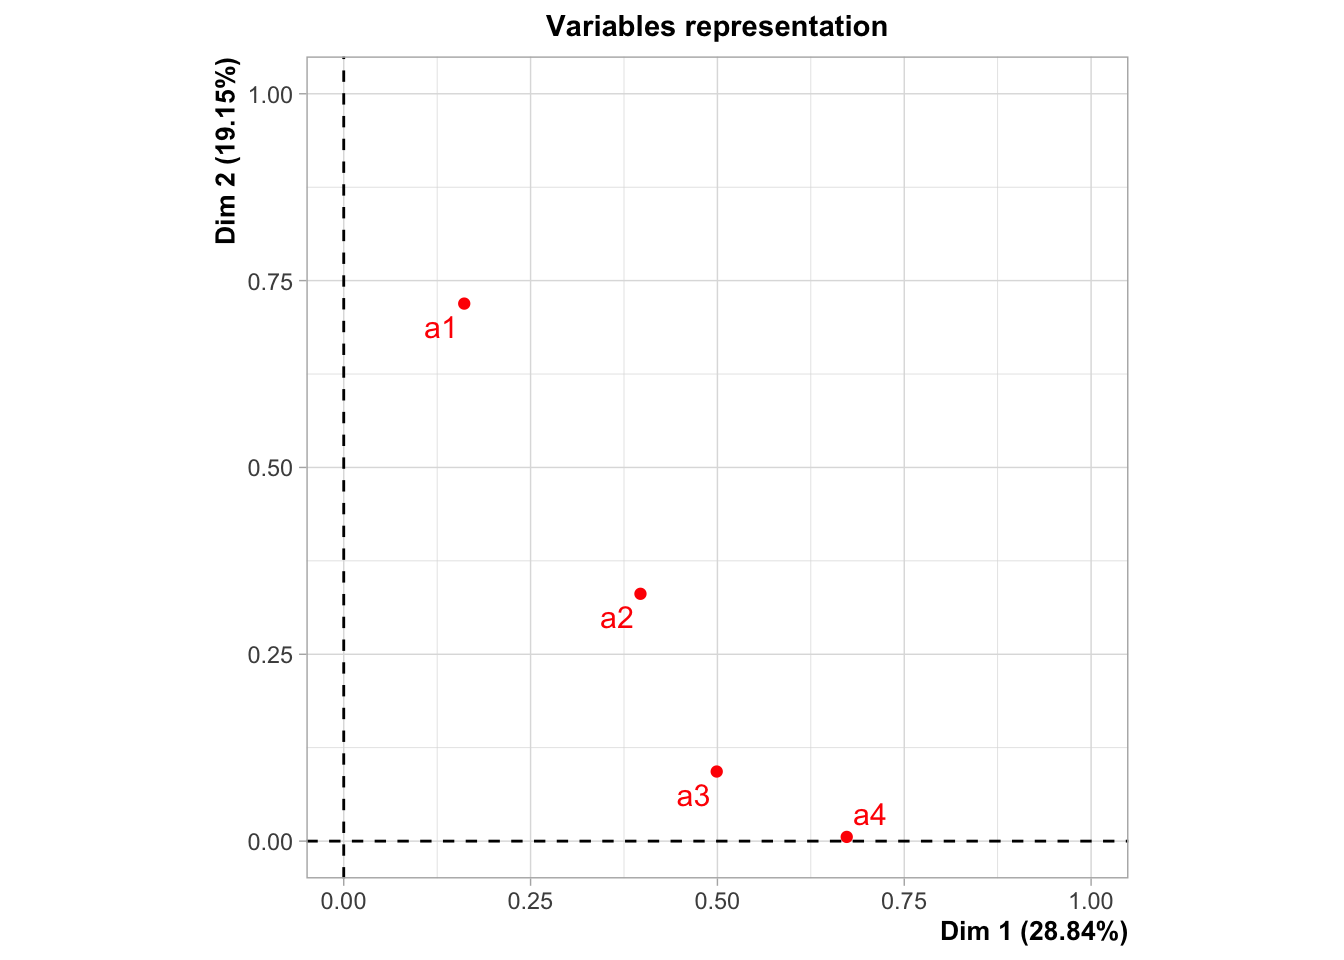 Variables representation
Dim 2 (19.15%)
1.00
0.75
0.50
0.25
0.00
a1
a2
a3
a4
0.00 0.25 0.50 0.75 1.00
Dim 1 (28.84%)